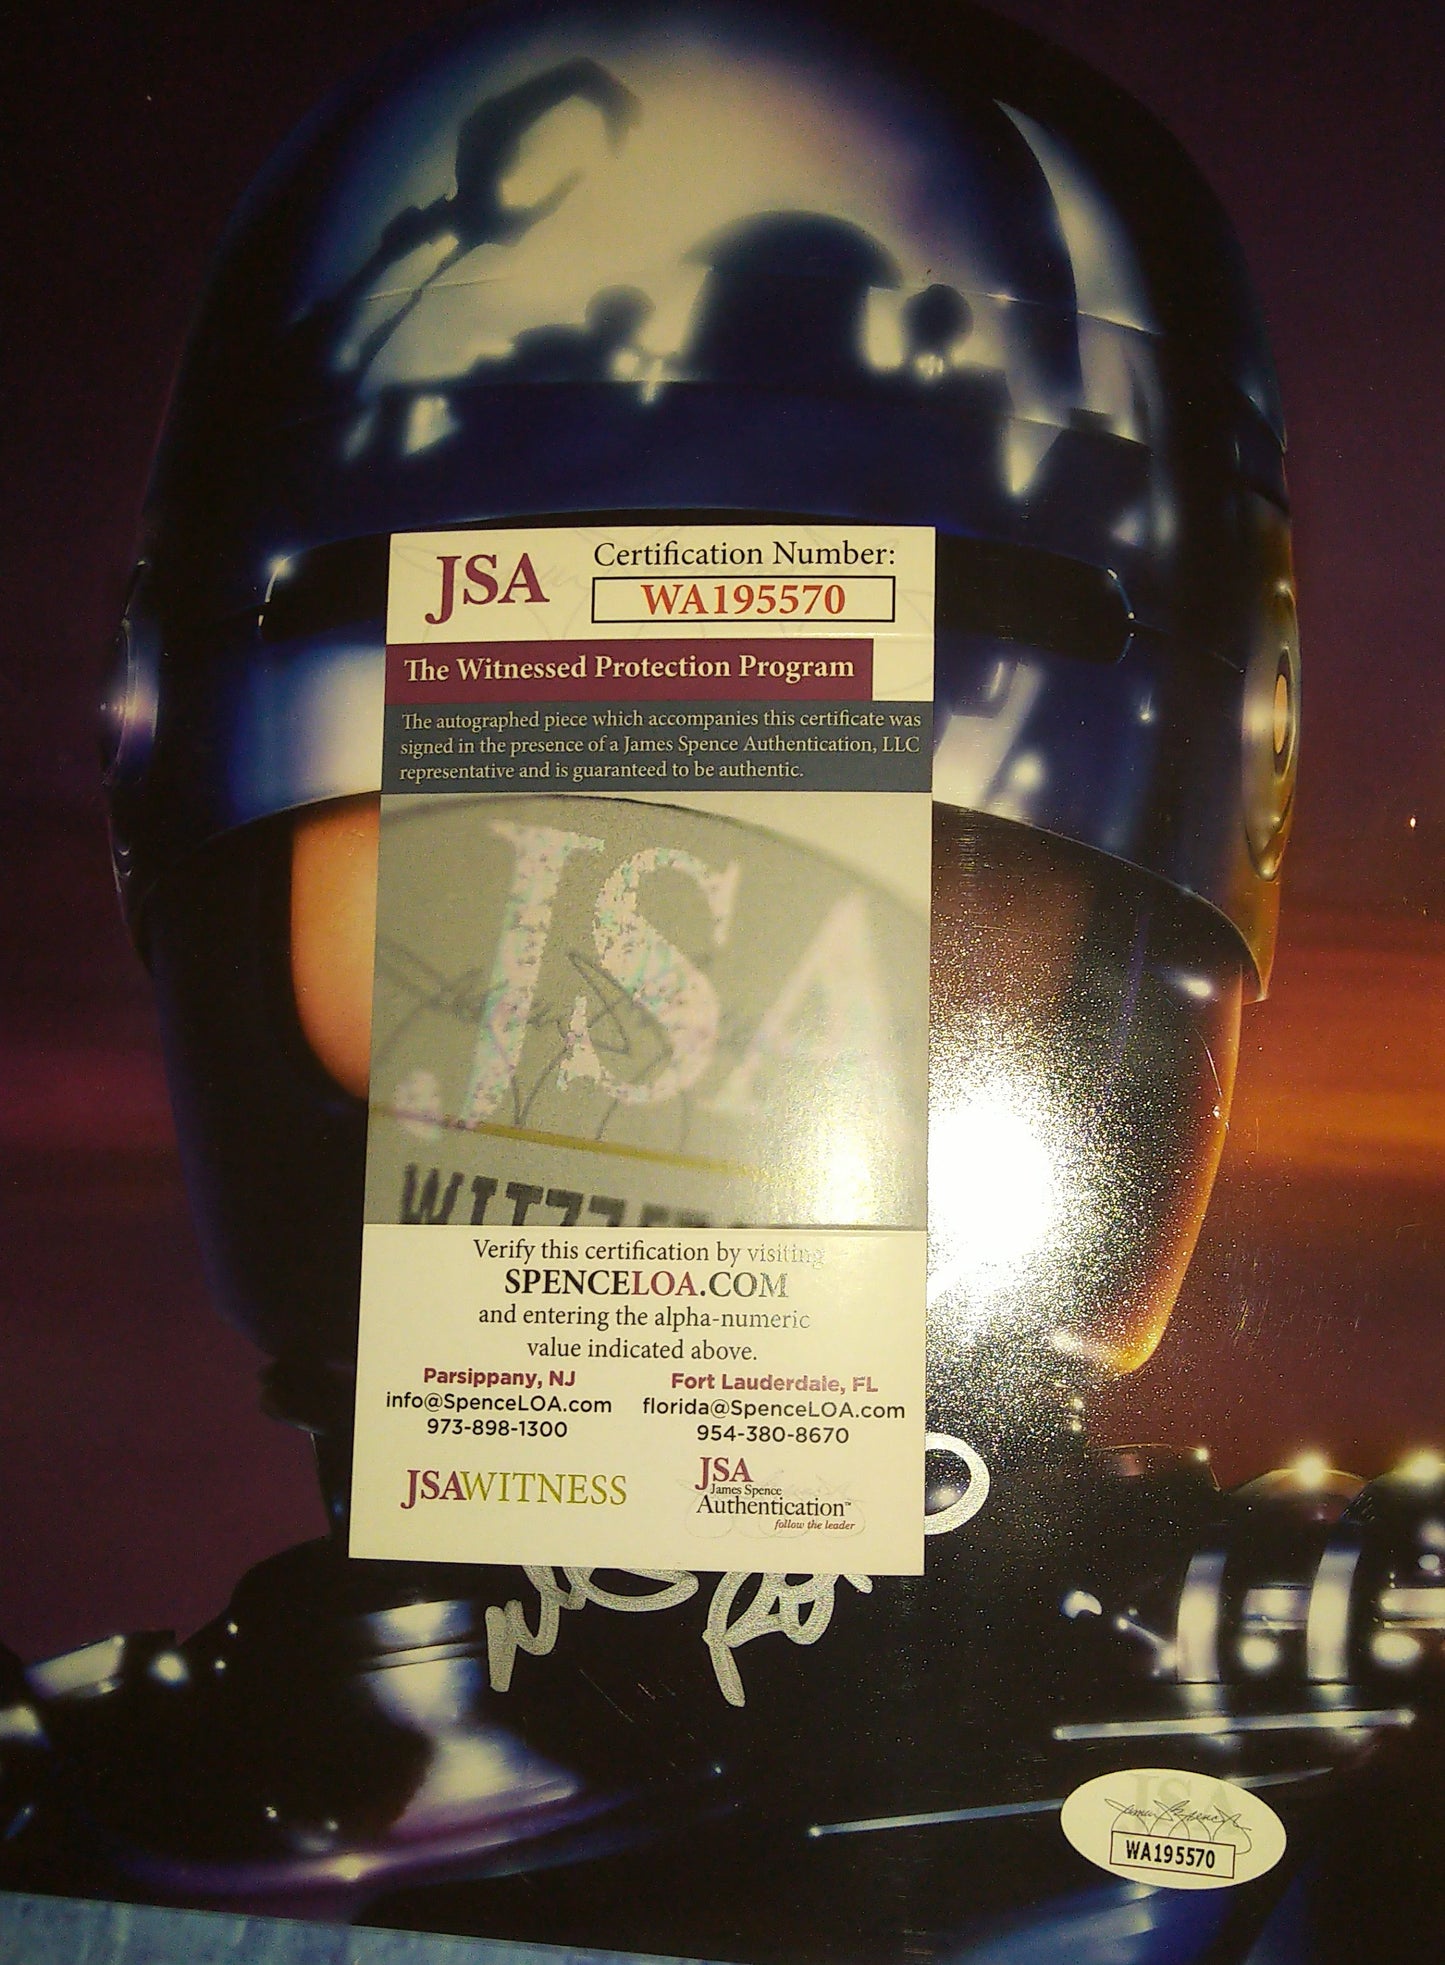 JSA
Certification Number:
WA195570
The Witnessed Protection Program
The autographed piece which accompanies this certificate was
signed in the presence of a James Spence Authentication, LLC
representative and is guaranteed to be authentic.
JSA
Verify this certification by visiting
SPENCELOA.COM
and entering the alpha-numeric
value indicated above.
Parsippany, NJ
info@SpenceLOA.com
973-898-1300
Fort Lauderdale, FL
florida@SpenceLOA.com
954-380-8670
JSAWITNESS
JSA
James Spence
Authentication™
follow the leader
JSA
WA195570